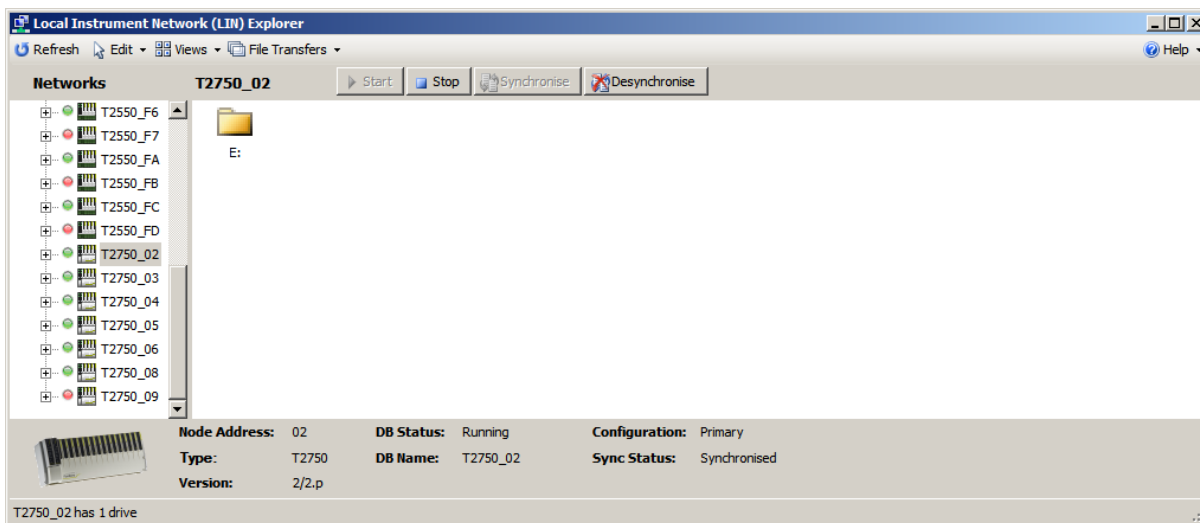 Local Instrument Network (LIN) Explorer
Refresh Edit Views File Transfers Help
Networks T2750_02 Start Stop Synchronise Desynchronise
T2550_F6
T2550_F7
E:
T2550_FA
T2550_FB
T2550_FC
T2550_FD
T2750_02
T2750_03
T2750_04
T2750_05
T2750_06
T2750_08
T2750_09
Node Address: 02 DB Status: Running Configuration: Primary
Type: T2750 DB Name: T2750_02 Sync Status: Synchronised
Version: 2/2.p
T2750_02 has 1 drive